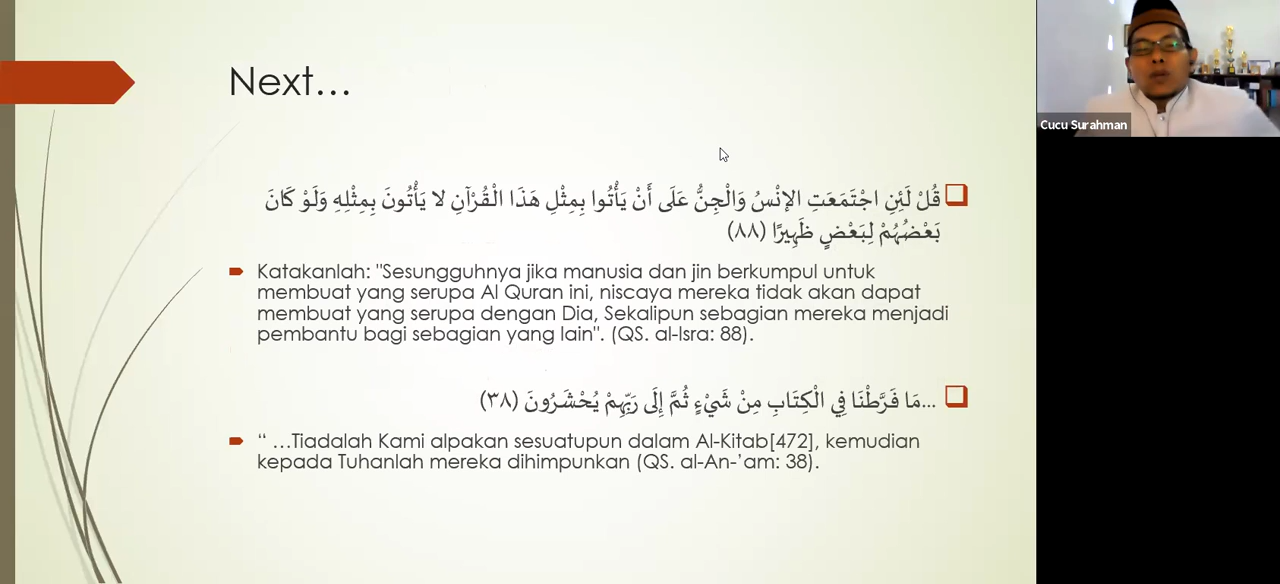 Next...
قُلْ لَئِنِ اجْتَمَعَتِ الإنْسُ وَالْجِنُّ عَلَى أَنْ يَأْتُوا بِمِثْلِ هَذَا الْقُرْآنِ لا يَأْتُونَ بِمِثْلِهِ وَلَوْ كَانَ
بَعْضُهُمْ لِبَعْضٍ ظَهِيرًا (٨٨)
Katakanlah: "Sesungguhnya jika manusia dan jin berkumpul untuk
membuat yang serupa Al Quran ini, niscaya mereka tidak akan dapat
membuat yang serupa dengan Dia, Sekalipun sebagian mereka menjadi
pembantu bagi sebagian yang lain". (QS. al-Isra: 88).
...مَا فَرَّطْنَا فِي الْكِتَابِ مِنْ شَيْءٍ ثُمَّ إِلَى رَبِّهِمْ يُحْشَرُونَ (٣٨)
“ ...Tiadalah Kami alpakan sesuatupun dalam Al-Kitab[472], kemudian
kepada Tuhanlah mereka dihimpunkan (QS. al-An-’am: 38).
Cucu Surahman